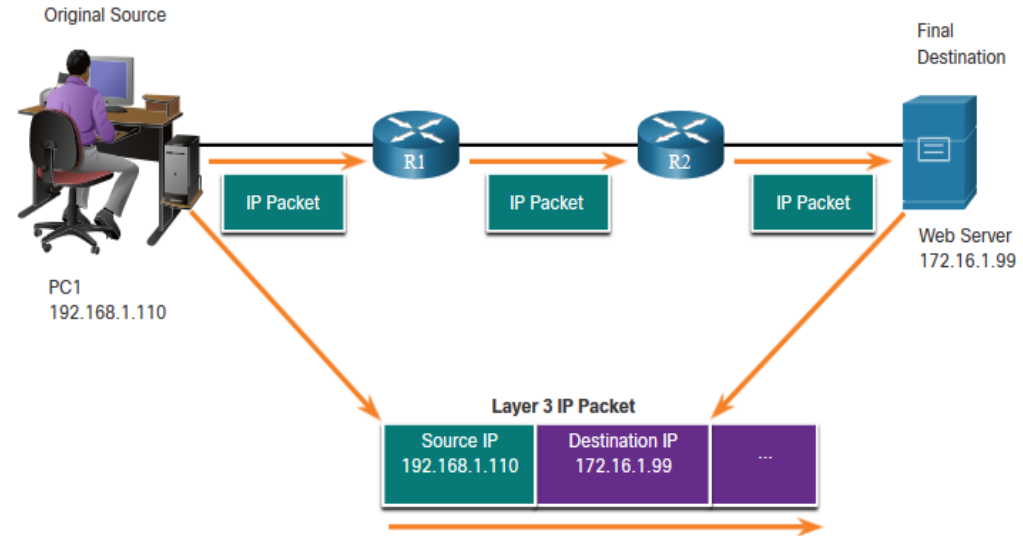 Original Source
Final
Destination
R1
R2
IP Packet
IP Packet
IP Packet
Web Server
172.16.1.99
PC1
192.168.1.110
Layer 3 IP Packet
Source IP
192.168.1.110
Destination IP
172.16.1.99
...